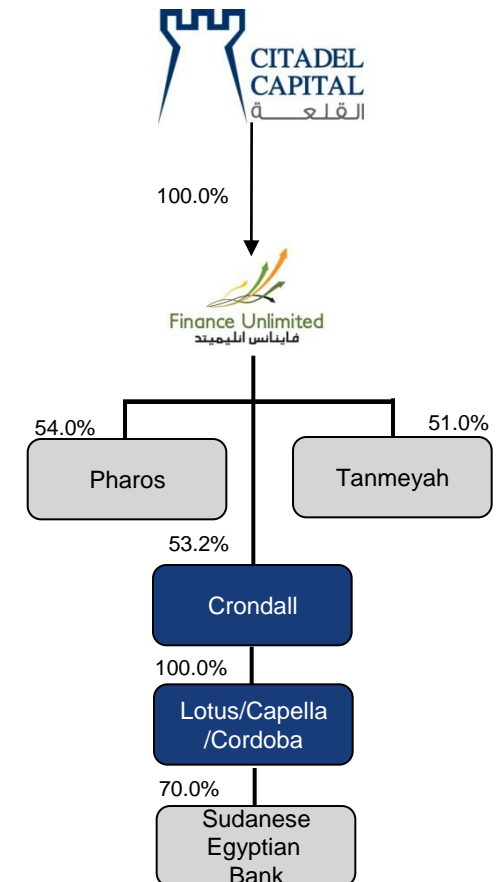 CITADEL
CAPITAL
القلعة
100.0%
Finance Unlimited
فاينانس انليميتد
54.0%
51.0%
Pharos
Tanmeyah
53.2%
Crondall
100.0%
Lotus/Capella
/Cordoba
70.0%
Sudanese
Egyptian
Bank